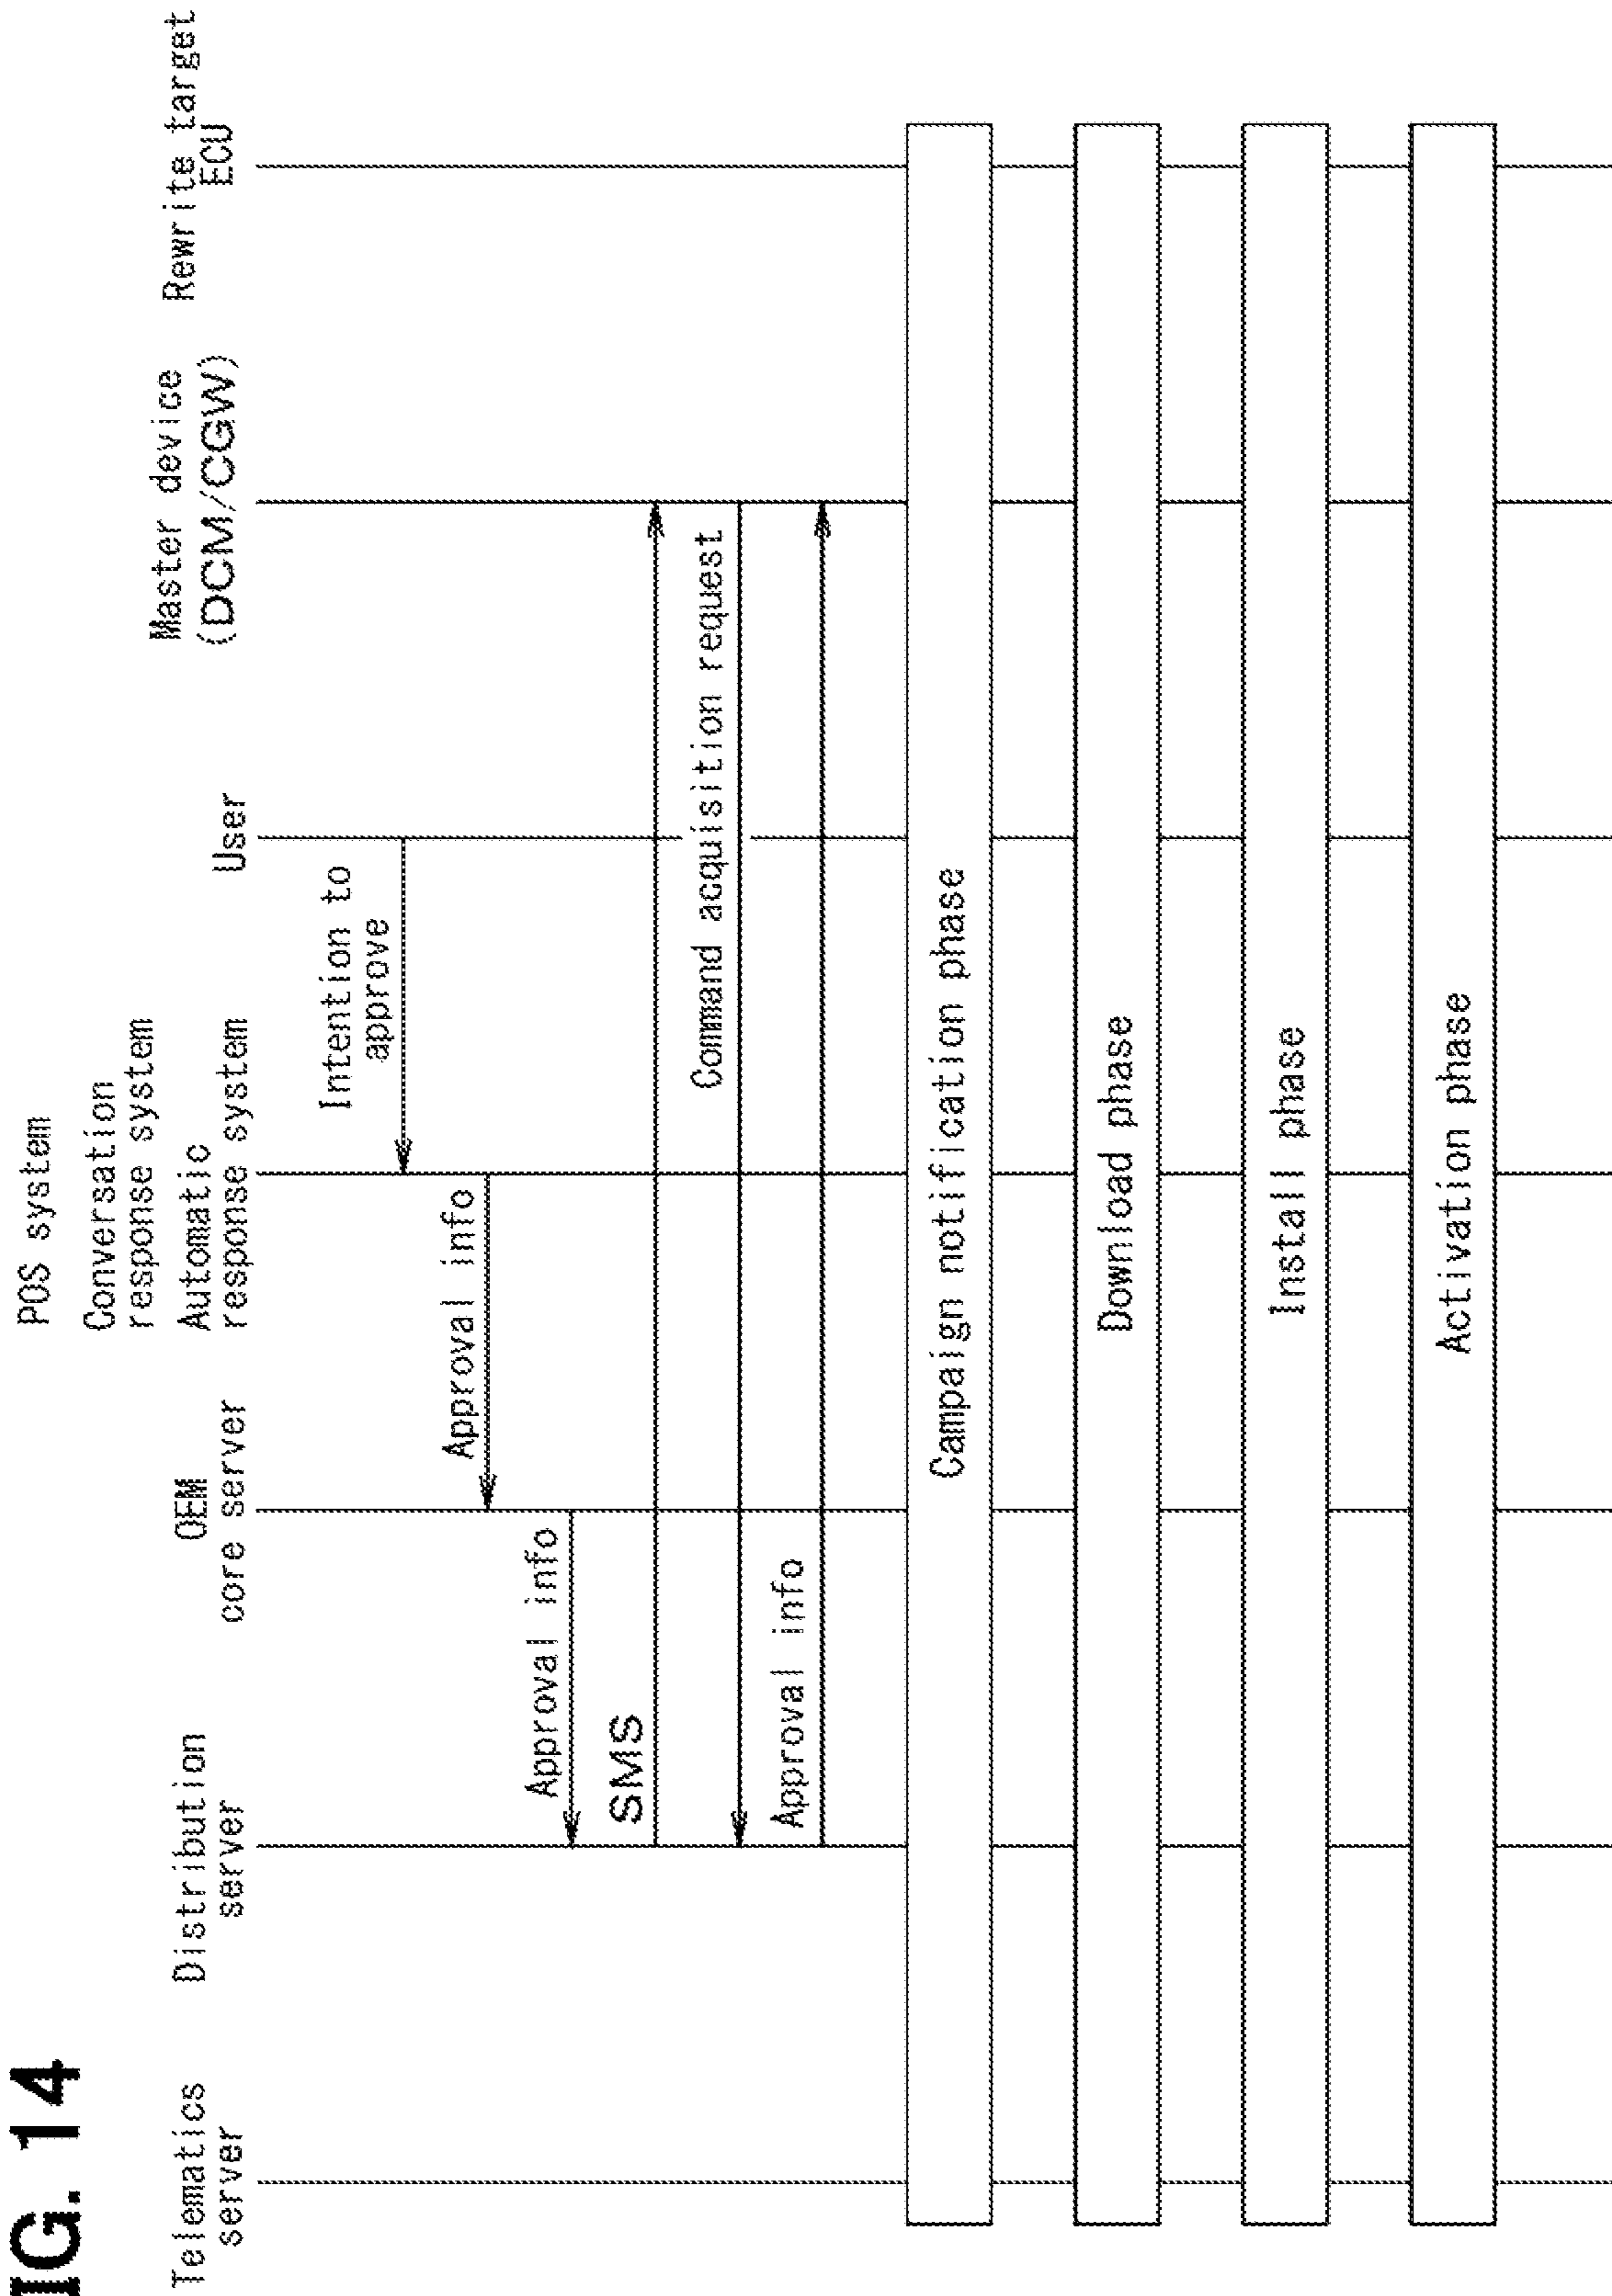 IG. 14
Telematics
server
Distribution
server
OEM
core server
POS system
Conversation
response system
Automatic
response system
User
Master device
(DCM/CGW)
Rewrite target
ECU
Intention to
approve
Approval info
Approval info
SMS
Command acquisition request
Approval info
Campaign notification phase
Download phase
Install phase
Activation phase